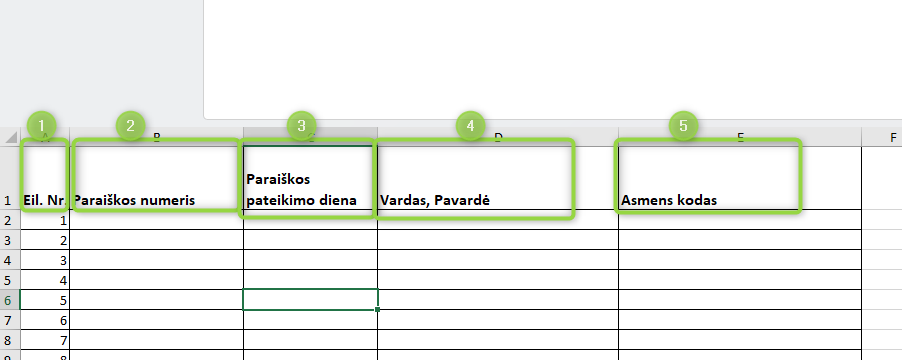 1 2 3 4 5
A B C D E F
1 Eil. Nr. Paraiškos numeris Paraiškos
pateikimo diena Vardas, Pavardė Asmens kodas
2 1
3 2
4 3
5 4
6 5
7 6
8 7
9 8